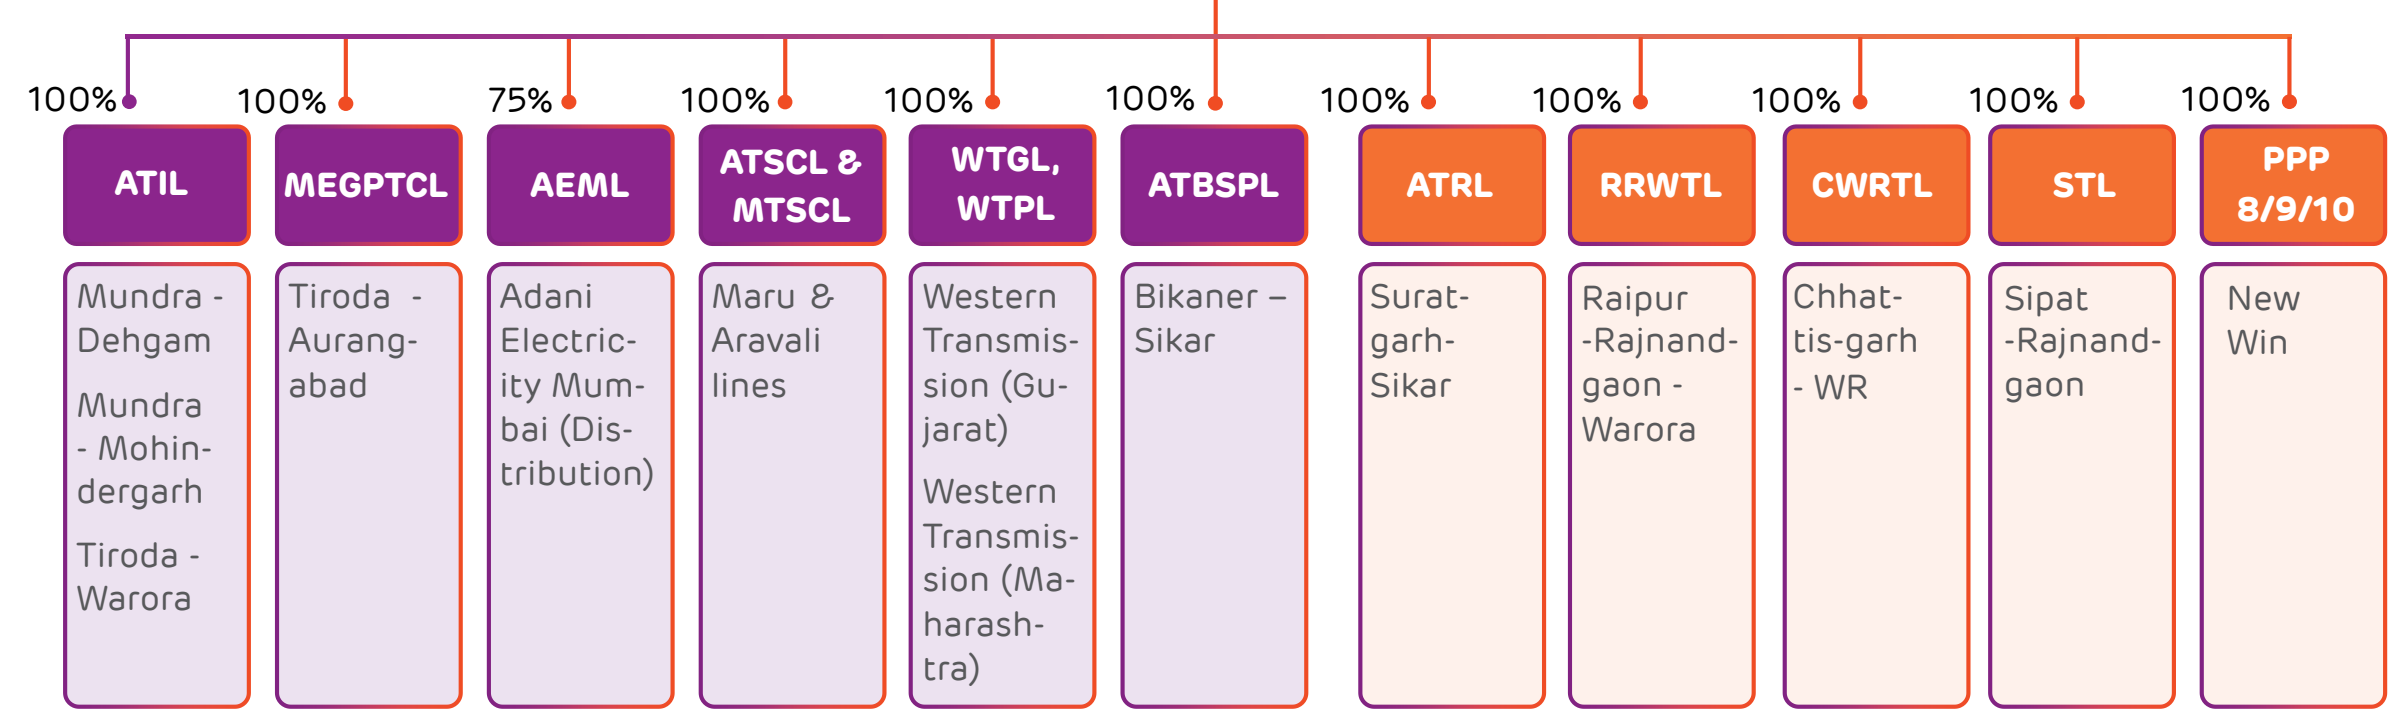 100%
100%
75%
100%
100%
100%
100%
100%
100%
100%
100%
ATIL
MEGPTCL
AEML
ATSCL &
MTSCL
WTGL,
WTPL
ATBSPL
ATRL
RRWTL
CWRTL
STL
PPP
8/9/10
Mundra -
Dehgam
Mundra
- Mohin-
dergarh
Tiroda -
Warora
Tiroda -
Aurang-
abad
Adani
Electric-
ity Mum-
bai (Dis-
tribution)
Maru &
Aravali
lines
Western
Transmis-
sion (Gu-
jarat)
Western
Transmis-
sion (Ma-
harash-
tra)
Bikaner –
Sikar
Surat-
garh-
Sikar
Raipur
-Rajnand-
gaon -
Warora
Chhat-
tis-garh
- WR
Sipat
-Rajnand-
gaon
New
Win